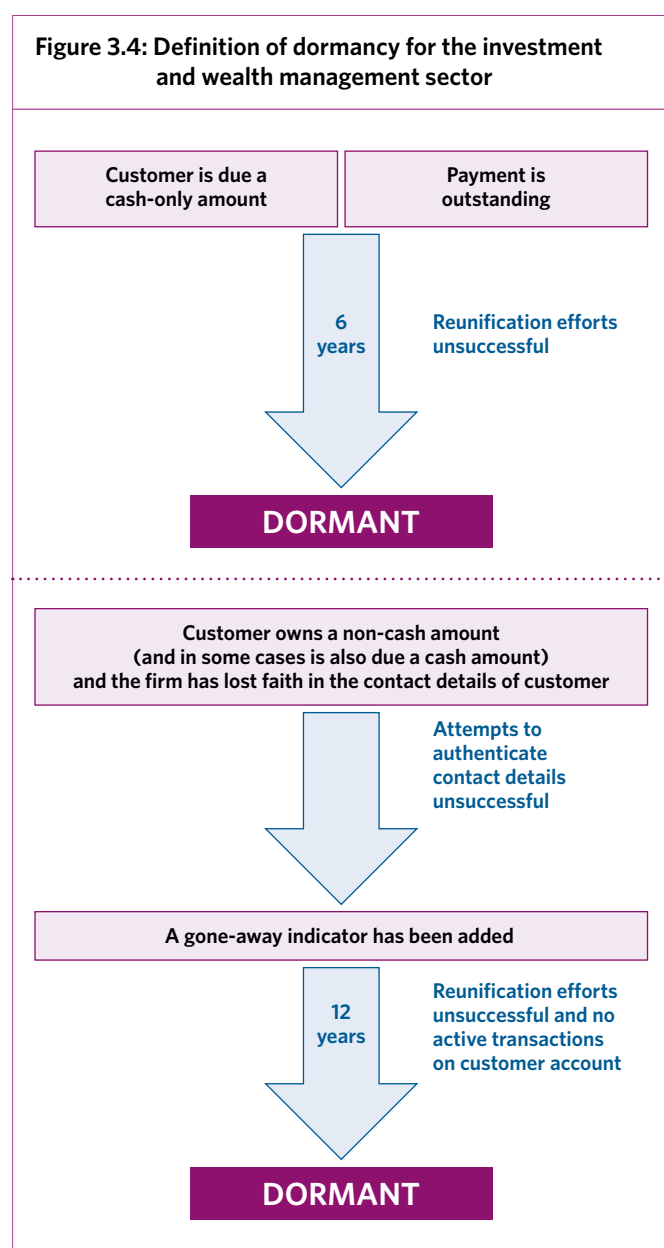 Figure 3.4: Definition of dormancy for the investment
and wealth management sector
Customer is due a
cash-only amount
Payment is
outstanding
6
years
Reunification efforts
unsuccessful
DORMANT
Customer owns a non-cash amount
(and in some cases is also due a cash amount)
and the firm has lost faith in the contact details of customer
Attempts to
authenticate
contact details
unsuccessful
A gone-away indicator has been added
12
years
Reunification efforts
unsuccessful and no
active transactions
on customer account
DORMANT